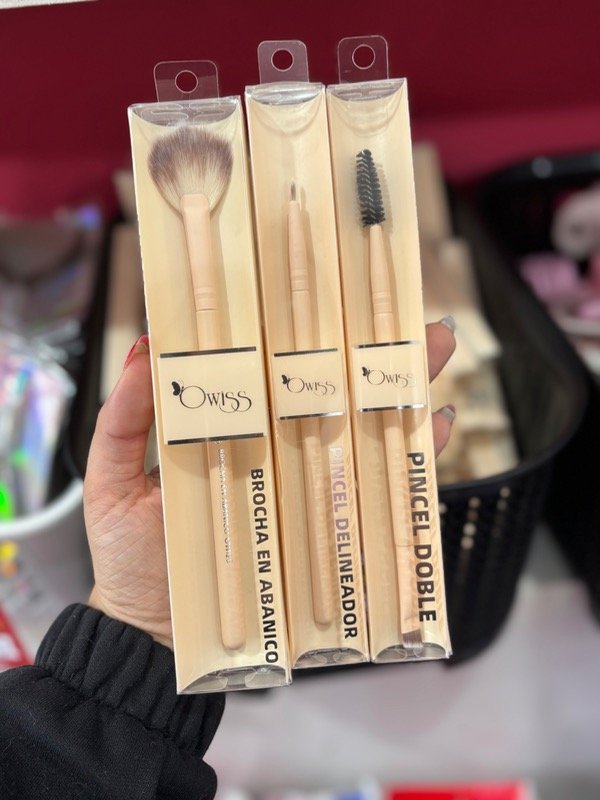 Owiss
Owiss
Owiss
BROCHA EN ABANICO
PINCEL DELINEADOR
PINCEL DOBLE